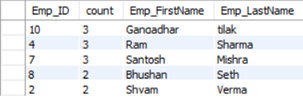 Emp_ID count Emp_FirstName Emp_LastName
10 3 Gangadhar tilak
4 3 Ram Sharma
7 3 Santosh Mishra
8 2 Bhushan Seth
2 2 Shyam Verma